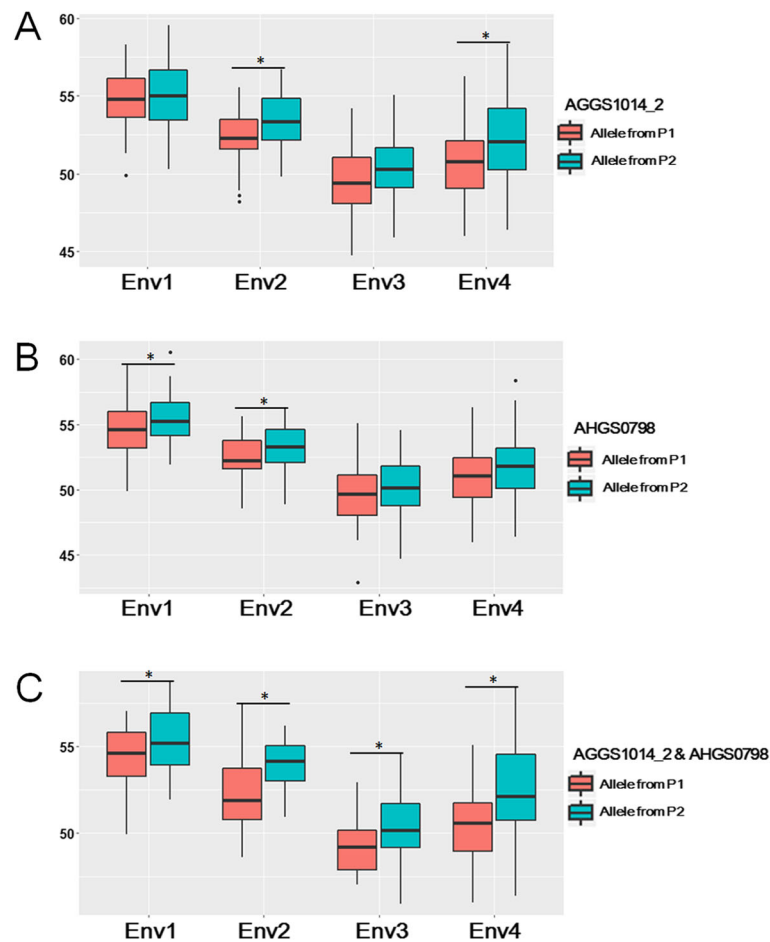 A
60
55
50
45
*
*
Env1 Env2 Env3 Env4
AGGS1014_2
Allele from P1
Allele from P2
B
60
55
50
45
*
*
Env1 Env2 Env3 Env4
AHGS0798
Allele from P1
Allele from P2
C
55
50
*
*
*
*
Env1 Env2 Env3 Env4
AGGS1014_2 & AHGS0798
Allele from P1
Allele from P2